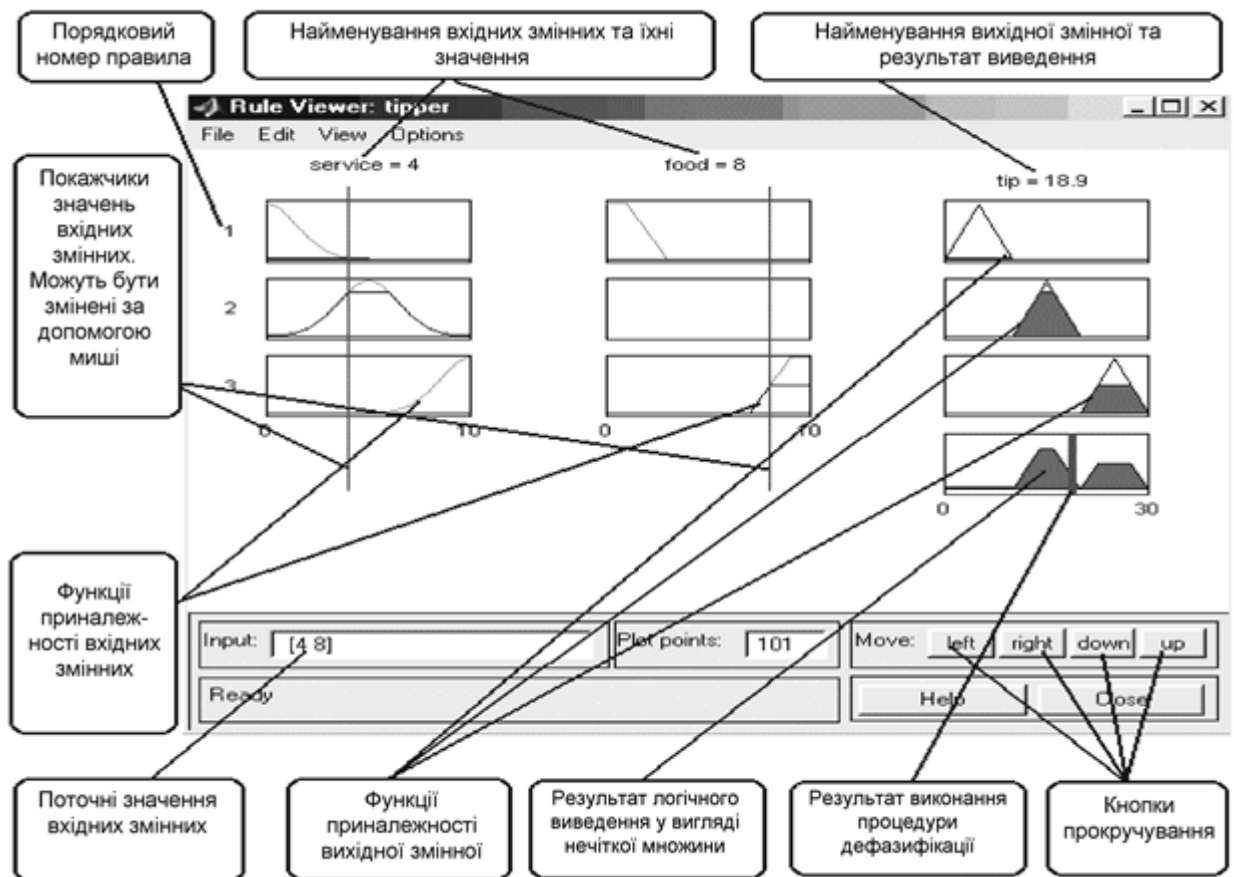 Порядковий
номер правила
Найменування вхідних змінних та їхні
значення
Найменування вихідної змінної та
результат виведення
Rule Viewer: tipper
File Edit View Options
service = 4
food = 8
tip = 18.9
Покажчики
значень
вхідних
змінних.
Можуть бути
змінені за
допомогою
миші
1
2
3
0
10
0
10
0
30
Функції
приналеж-
ності вхідних
змінних
Input:
[4 8]
Plot points:
101
Move:
left
right
down
up
Ready
Help
Close
Поточні значення
вхідних змінних
Функції
приналежності
вихідної змінної
Результат логічного
виведення у вигляді
нечіткої множини
Результат виконання
процедури
дефазифікації
Кнопки
прокручування